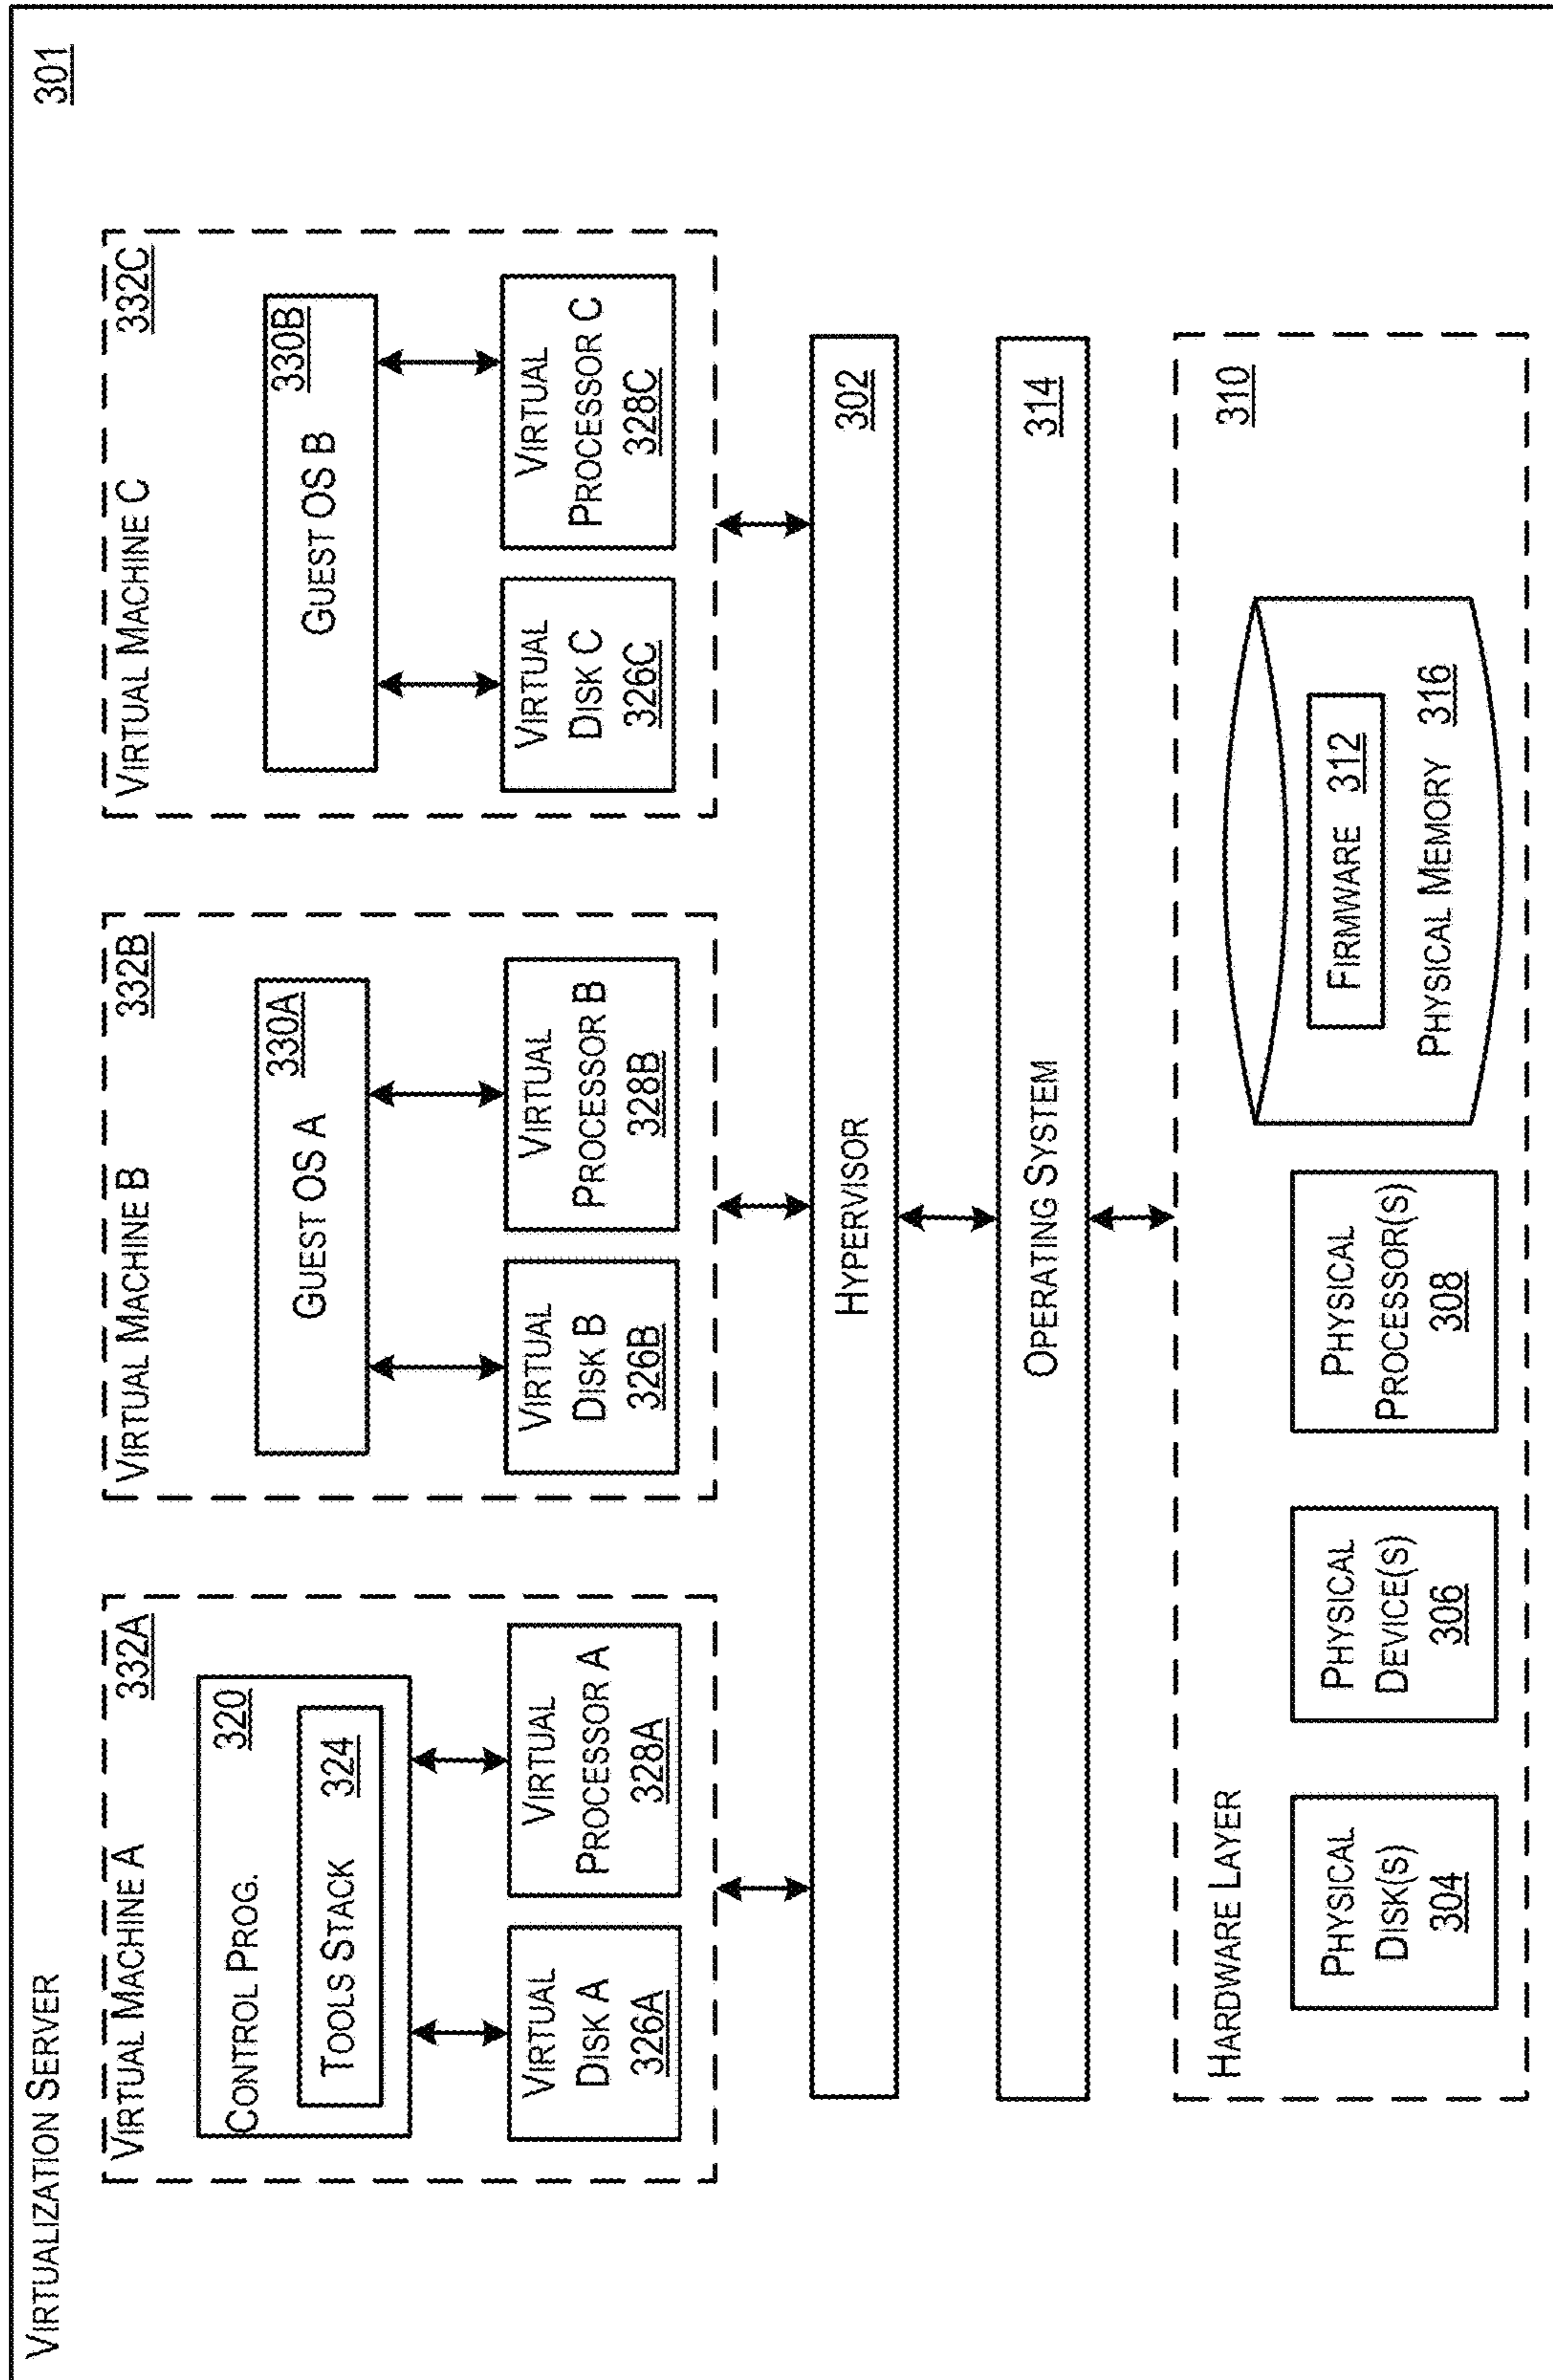 VIRTUALIZATION SERVER
301
VIRTUAL MACHINE A
332A
CONTROL PROG.
320
TOOLS STACK
324
VIRTUAL
DISK A
326A
VIRTUAL
PROCESSOR A
328A
VIRTUAL MACHINE B
332B
GUEST OS A
330A
VIRTUAL
DISK B
326B
VIRTUAL
PROCESSOR B
328B
VIRTUAL MACHINE C
332C
GUEST OS B
330B
VIRTUAL
DISK C
326C
VIRTUAL
PROCESSOR C
328C
HYPERVISOR
302
OPERATING SYSTEM
314
HARDWARE LAYER
310
PHYSICAL
DISK(S)
304
PHYSICAL
DEVICE(S)
306
PHYSICAL
PROCESSOR(S)
308
FIRMWARE 312
PHYSICAL MEMORY 316